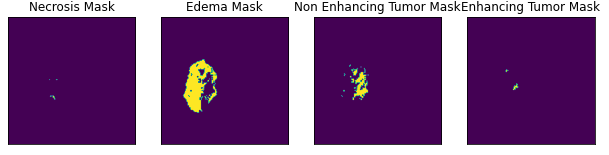 Necrosis Mask
Edema Mask
Non Enhancing Tumor Mask
Enhancing Tumor Mask